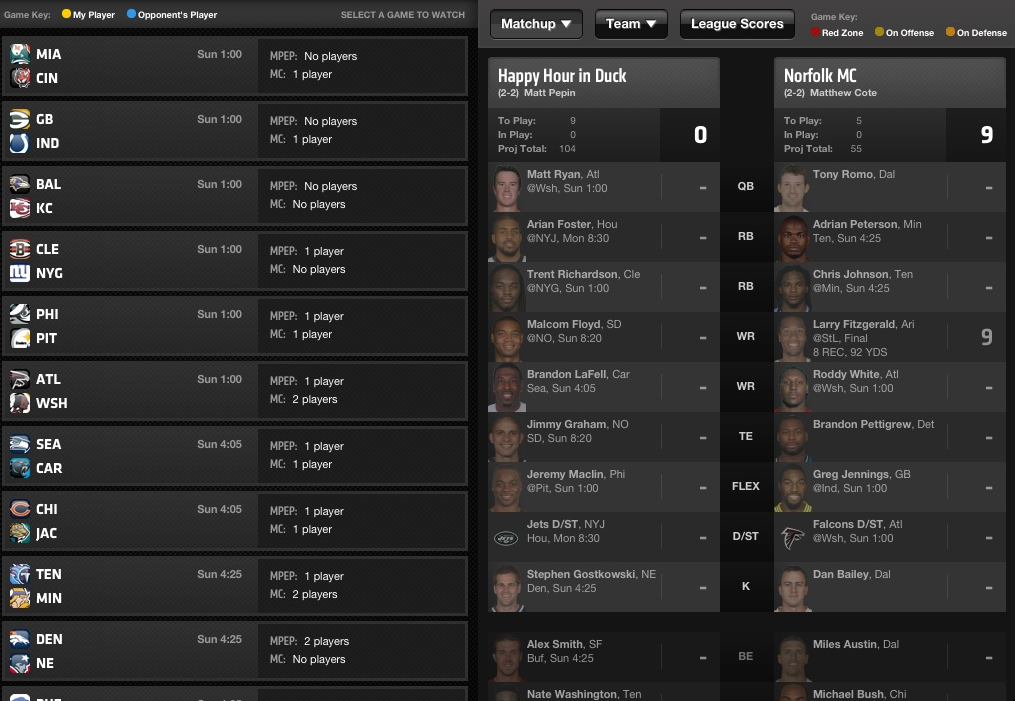 Game Key: My Player Opponent's Player SELECT A GAME TO WATCH
MIA Sun 1:00 MPEP: No players
CIN MC: 1 player
GB Sun 1:00 MPEP: No players
IND MC: 1 player
BAL Sun 1:00 MPEP: No players
KC MC: No players
CLE Sun 1:00 MPEP: 1 player
NYG MC: No players
PHI Sun 1:00 MPEP: 1 player
PIT MC: 1 player
ATL Sun 1:00 MPEP: 1 player
WSH MC: 2 players
SEA Sun 4:05 MPEP: 1 player
CAR MC: 1 player
CHI Sun 4:05 MPEP: 1 player
JAC MC: 1 player
TEN Sun 4:25 MPEP: 1 player
MIN MC: 2 players
DEN Sun 4:25 MPEP: 2 players
NE MC: No players
Matchup Team League Scores
Game Key:
Red Zone On Offense On Defense
Happy Hour in Duck
(2-2) Matt Pepin
To Play: 9
In Play: 0
Proj Total: 104
0
Norfolk MC
(2-2) Matthew Cote
To Play: 5
In Play: 0
Proj Total: 55
9
Matt Ryan, Atl
@Wsh, Sun 1:00
-
QB
Tony Romo, Dal
-
Arian Foster, Hou
@NYJ, Mon 8:30
-
RB
Adrian Peterson, Min
Ten, Sun 4:25
-
Trent Richardson, Cle
@NYG, Sun 1:00
-
RB
Chris Johnson, Ten
@Min, Sun 4:25
-
Malcom Floyd, SD
@NO, Sun 8:20
-
WR
Larry Fitzgerald, Ari
@StL, Final
8 REC, 92 YDS
9
Brandon LaFell, Car
Sea, Sun 4:05
-
WR
Roddy White, Atl
@Wsh, Sun 1:00
-
Jimmy Graham, NO
SD, Sun 8:20
-
TE
Brandon Pettigrew, Det
-
Jeremy Maclin, Phi
@Pit, Sun 1:00
-
FLEX
Greg Jennings, GB
@Ind, Sun 1:00
-
Jets D/ST, NYJ
Hou, Mon 8:30
-
D/ST
Falcons D/ST, Atl
@Wsh, Sun 1:00
-
Stephen Gostkowski, NE
Den, Sun 4:25
-
K
Dan Bailey, Dal
-
Alex Smith, SF
Buf, Sun 4:25
-
BE
Miles Austin, Dal
-
Nate Washington, Ten
Michael Bush, Chi